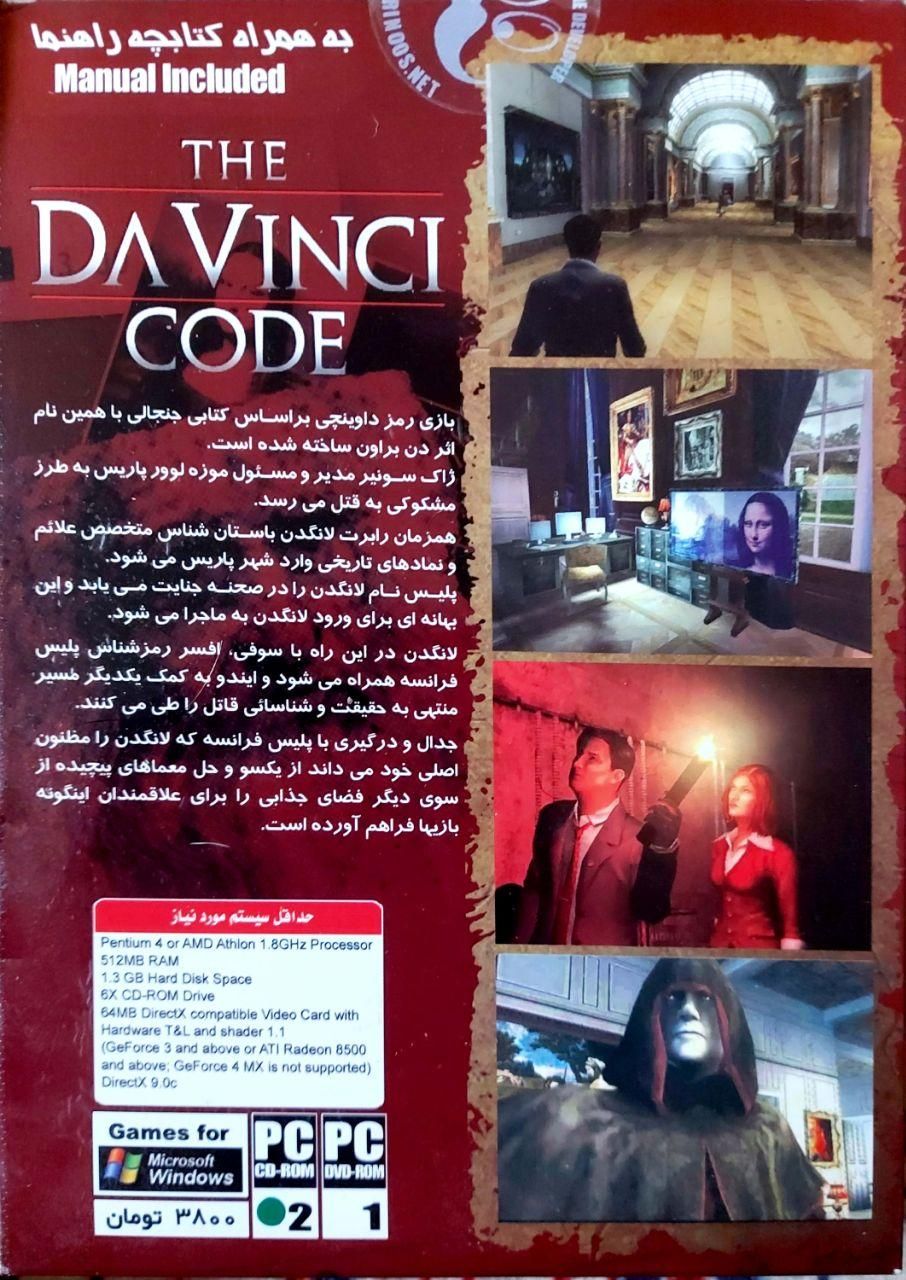 به همراه کتابچه راهنما
Manual Included
RINOOS.NET
E DEVELOPER
THE
DA VINCI
CODE
بازی رمز داوینچی براساس کتابی جنجالی با همین نام
اثر دن براون ساخته شده است.
ژاک سونیر مدیر و مسئول موزه لوور پاریس به طرز
مشکوکی به قتل می رسد.
همزمان رابرت لانگدن باستان شناس متخصص علائم
و نمادهای تاریخی وارد شهر پاریس می شود.
پلیس نام لانگدن را در صحنه جنایت می یابد و این
بهانه ای برای ورود لانگدن به ماجرا می شود.
لانگدن در این راه با سوفی، افسر رمزشناس پلیس
فرانسه همراه می شود و ایندو به کمک یکدیگر مسیر
منتهی به حقیقت و شناسائی قاتل را طی می کنند.
جدال و درگیری با پلیس فرانسه که لانگدن را مظنون
اصلی خود می داند از یکسو و حل معماهای پیچیده از
سوی دیگر فضای جذابی را برای علاقمندان اینگونه
بازیها فراهم آورده است.
حداقل سیستم مورد نیاز
Pentium 4 or AMD Athlon 1.8GHz Processor
512MB RAM
1.3 GB Hard Disk Space
6X CD-ROM Drive
64MB DirectX compatible Video Card with
Hardware T&L and shader 1.1
(GeForce 3 and above or ATI Radeon 8500
and above; GeForce 4 MX is not supported)
DirectX 9.0c
Games for
Microsoft
Windows
۳۸۰۰ تومان
PC
CD-ROM
2
PC
DVD-ROM
1